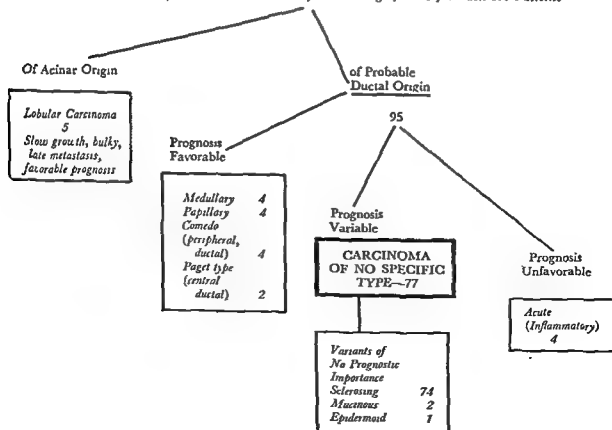 Of Acinar Origin
Lobular Carcinoma
5
Slow growth, bulky,
late metastasis,
favorable prognosis
of Probable
Ductal Origin
95
Prognosis
Favorable
Medullary 4
Papillary 4
Comedo
(peripheral,
ductal) 4
Paget type
(central
ductal) 2
Prognosis
Variable
CARCINOMA
OF NO SPECIFIC
TYPE—77
Variants of
No Prognostic
Importance
Sclerosing 74
Mucinous 2
Epidermoid 1
Prognosis
Unfavorable
Acute
(Inflammatory)
4